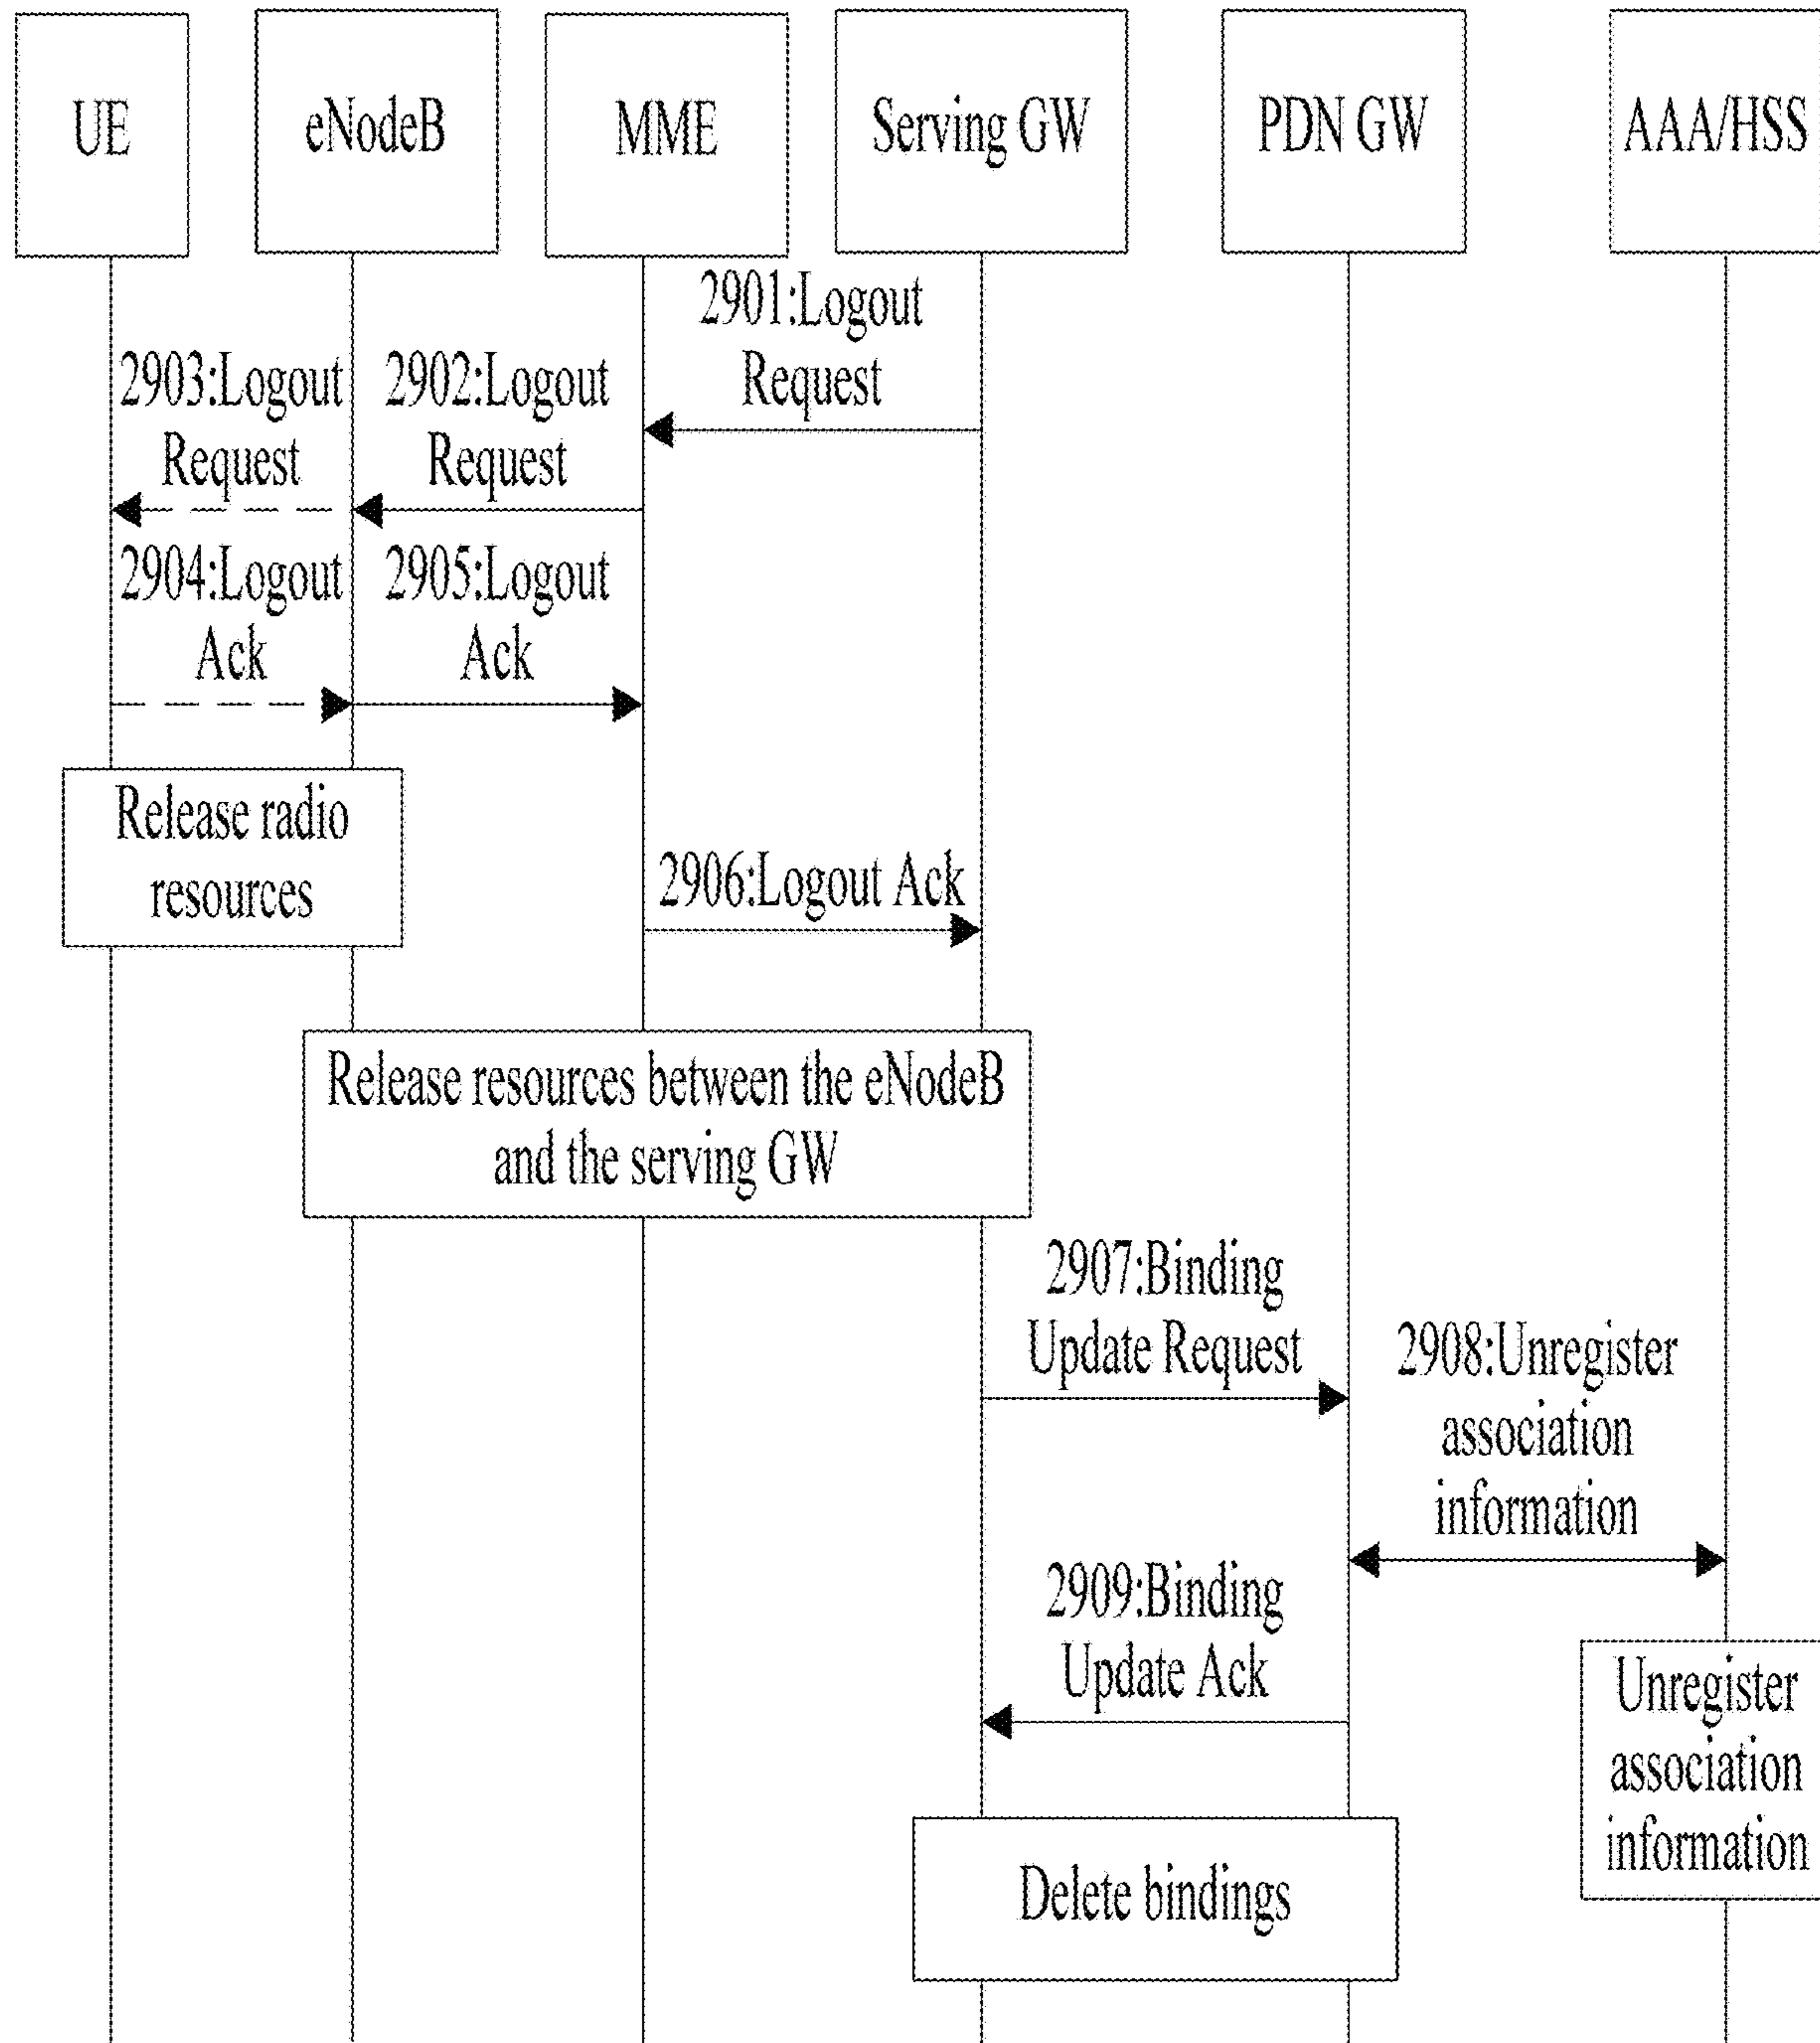 UE
eNodeB
MME
Serving GW
PDN GW
AAA/HSS
2901:Logout
Request
2903:Logout
Request
2902:Logout
Request
2904:Logout
Ack
2905:Logout
Ack
Release radio
resources
2906:Logout Ack
Release resources between the eNodeB
and the serving GW
2907:Binding
Update Request
2908:Unregister
association
information
2909:Binding
Update Ack
Unregister
association
information
Delete bindings